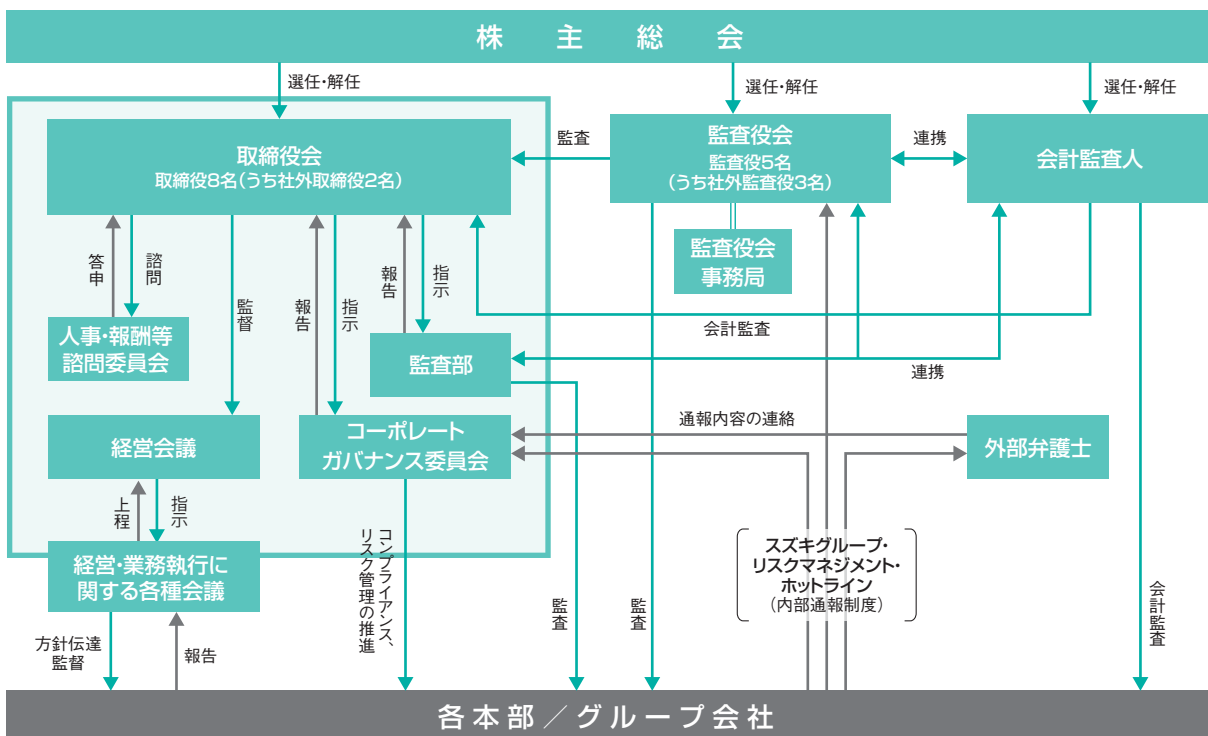 株主総会
選任・解任
選任・解任
選任・解任
取締役会
取締役8名(うち社外取締役2名)
監査
監査役会
監査役5名
(うち社外監査役3名)
連携
会計監査人
監査役会
事務局
答申
諮問
監督
報告
指示
報告
指示
会計監査
人事・報酬等
諮問委員会
監査部
連携
経営会議
コーポレート
ガバナンス委員会
通報内容の連絡
外部弁護士
上程
指示
経営・業務執行に
関する各種会議
コンプライアンス、
リスク管理の推進
スズキグループ・
リスクマネジメント・
ホットライン
(内部通報制度)
監査
監査
会計監査
方針伝達
監督
報告
各本部/グループ会社